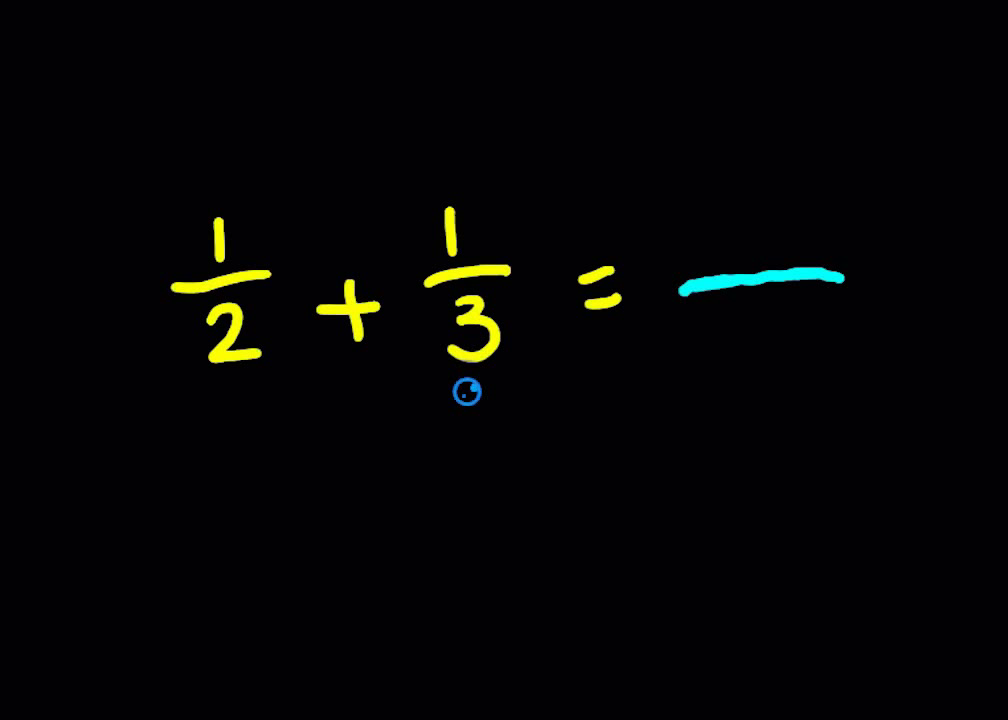 1/2 + 1/3 =